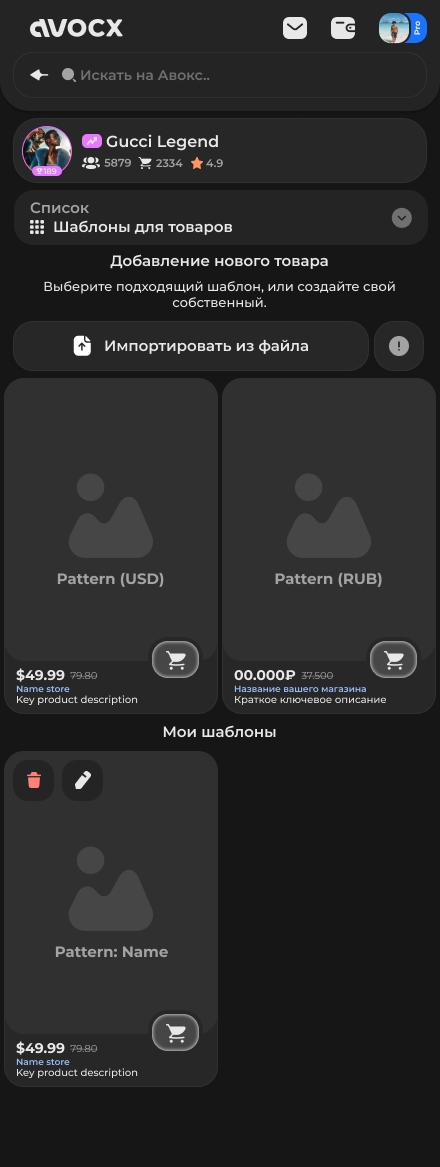 AVOCX
Pro
Искать на Авокс..
Gucci Legend
5879 2334 4.9
189
Список
Шаблоны для товаров
Добавление нового товара
Выберите подходящий шаблон, или создайте свой
собственный.
Импортировать из файла
Pattern (USD)
$49.99 79.80
Name store
Key product description
Pattern (RUB)
00.000₽ 37.500
Название вашего магазина
Краткое ключевое описание
Мои шаблоны
Pattern: Name
$49.99 79.80
Name store
Key product description